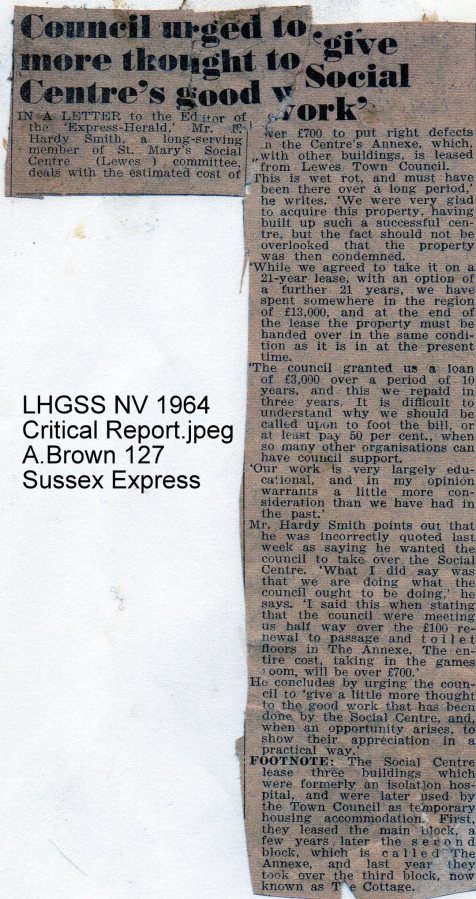 Council urged to 'give
more thought to Social
Centre's good work'
IN A LETTER to the Editor of
the 'Express-Herald,' Mr. E.
Hardy Smith, a long-serving
member of St. Mary's Social
Centre (Lewes ) committee,
deals with the estimated cost of
over £700 to put right defects
in the Centre's Annexe, which,
with other buildings, is leased
from Lewes Town Council.
This is wet rot, and must have
been there over a long period,
he writes. 'We were very glad
to acquire this property, having
built up such a successful cen-
tre, but the fact should not be
overlooked that the property
was then condemned.
'While we agreed to take it on a
21-year lease, with an option of
a further 21 years, we have
spent somewhere in the region
of £13,000, and at the end of
the lease the property must be
handed over in the same condi-
tion as it is in at the present
time.
'The council granted us a loan
of £3,000 over a period of 10
years, and this we repaid in
three years. It is difficult to
understand why we should be
called upon to foot the bill, or
at least pay 50 per cent., when
so many other organisations can
have council support.
'Our work is very largely edu-
cational, and in my opinion
warrants a little more con-
sideration than we have had in
the past.'
Mr. Hardy Smith points out that
he was incorrectly quoted last
week as saying he wanted the
council to take over the Social
Centre. 'What I did say was
that we are doing what the
council ought to be doing,' he
says. 'I said this when stating
that the council were meeting
us half way over the £100 re-
newal to passage and toilet
floors in The Annexe. The en-
tire cost, taking in the games
room, will be over £700.'
He concludes by urging the coun-
cil to 'give a little more thought
to the good work that has been
done by the Social Centre, and,
when an opportunity arises, to
show their appreciation in a
practical way.'
FOOTNOTE: The Social Centre
lease three buildings which
were formerly an isolation hos-
pital, and were later used by
the Town Council as temporary
housing accommodation. First,
they leased the main block, a
few years later the second
block, which is called The
Annexe, and last year they
took over the third block, now
known as The Cottage.
LHGSS NV 1964
Critical Report.jpeg
A.Brown 127
Sussex Express